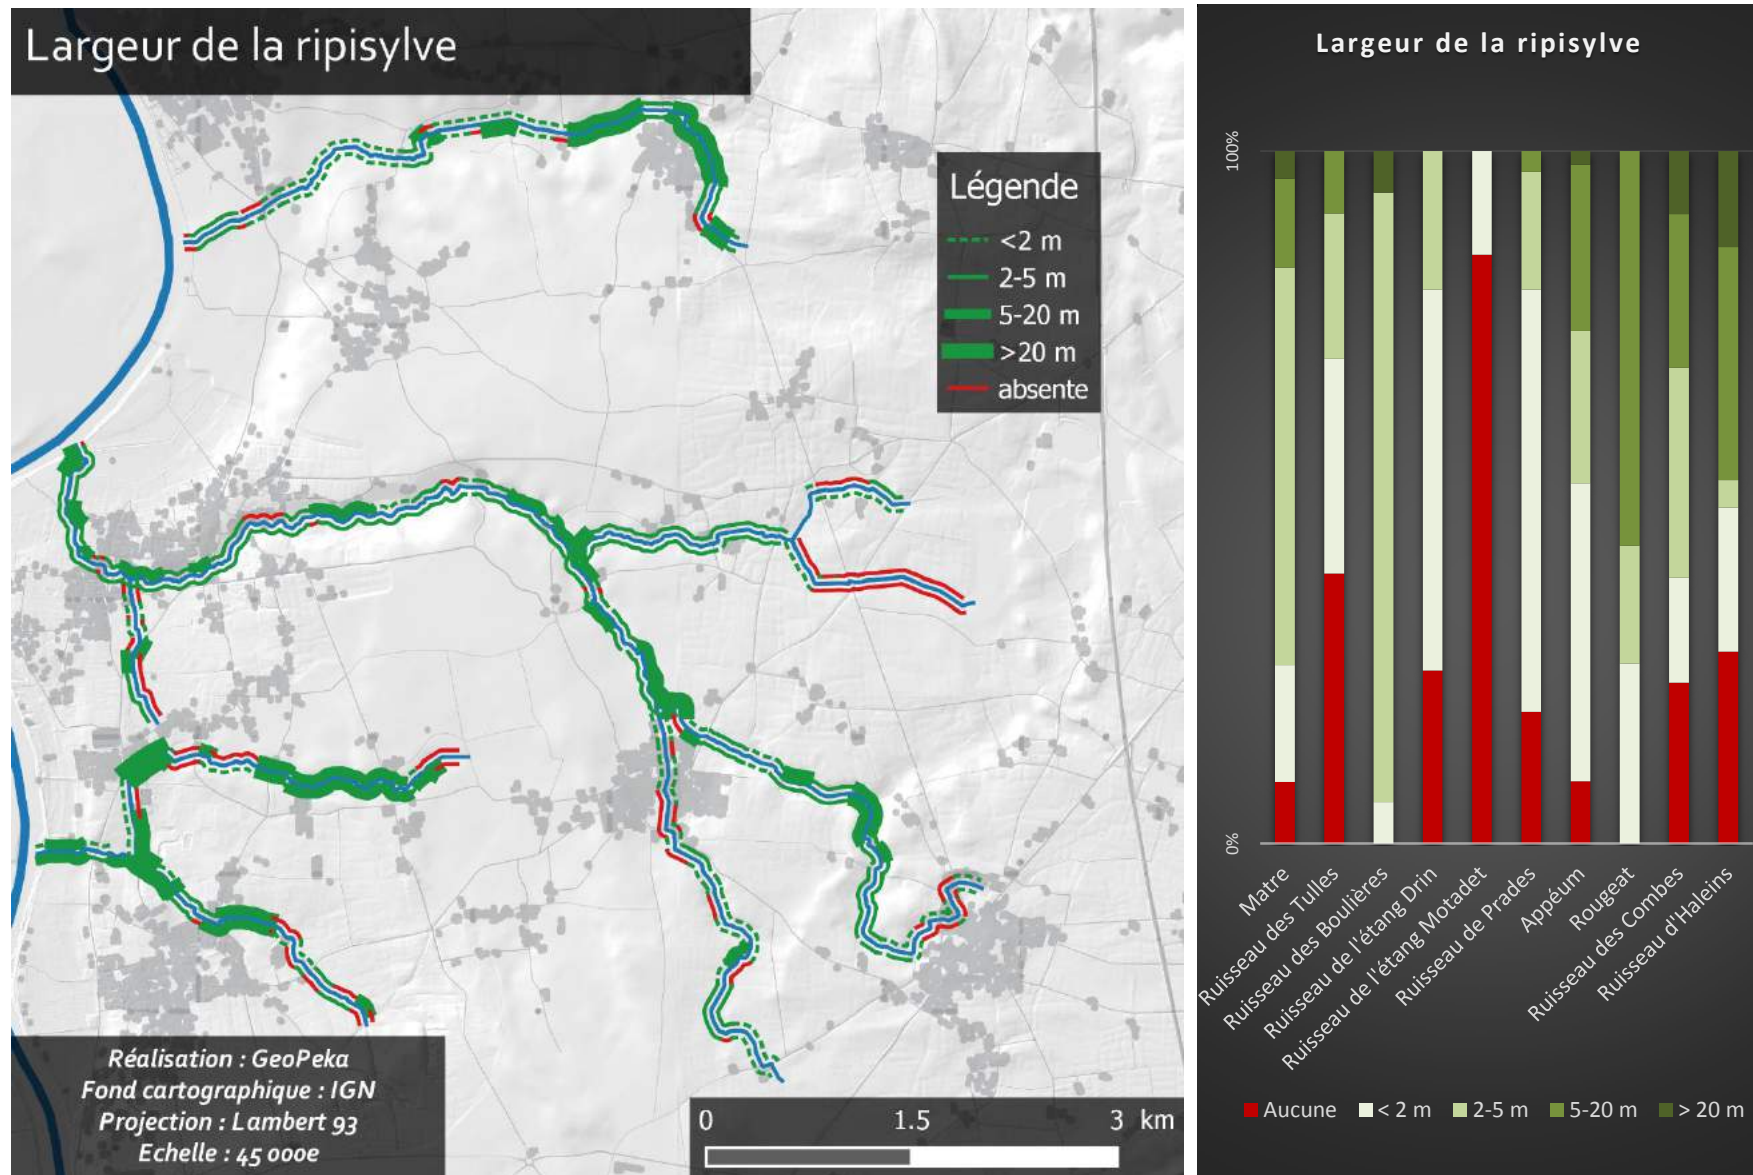 Largeur de la ripisylve
Légende
<2 m
2-5 m
5-20 m
>20 m
absente
Réalisation : GeoPeka
Fond cartographique : IGN
Projection : Lambert 93
Echelle : 45 000e
0 1.5 3 km
Largeur de la ripisylve
100%
0%
Matre
Ruisseau des Tulles
Ruisseau des Boulières
Ruisseau de l'étang Drin
Ruisseau de l'étang Motadet
Ruisseau de Prades
Appéum
Rougeat
Ruisseau des Combes
Ruisseau d'Haleins
Aucune < 2 m 2-5 m 5-20 m > 20 m